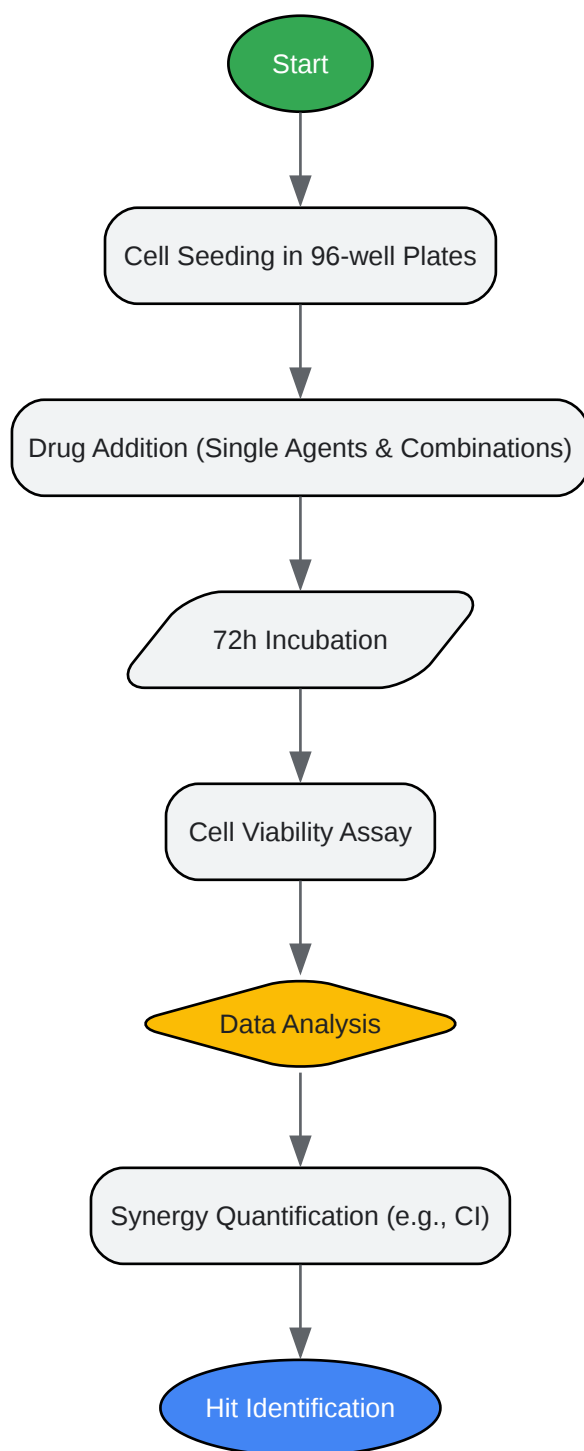 Start
Cell Seeding in 96-well Plates
Drug Addition (Single Agents & Combinations)
72h Incubation
Cell Viability Assay
Data Analysis
Synergy Quantification (e.g., CI)
Hit Identification